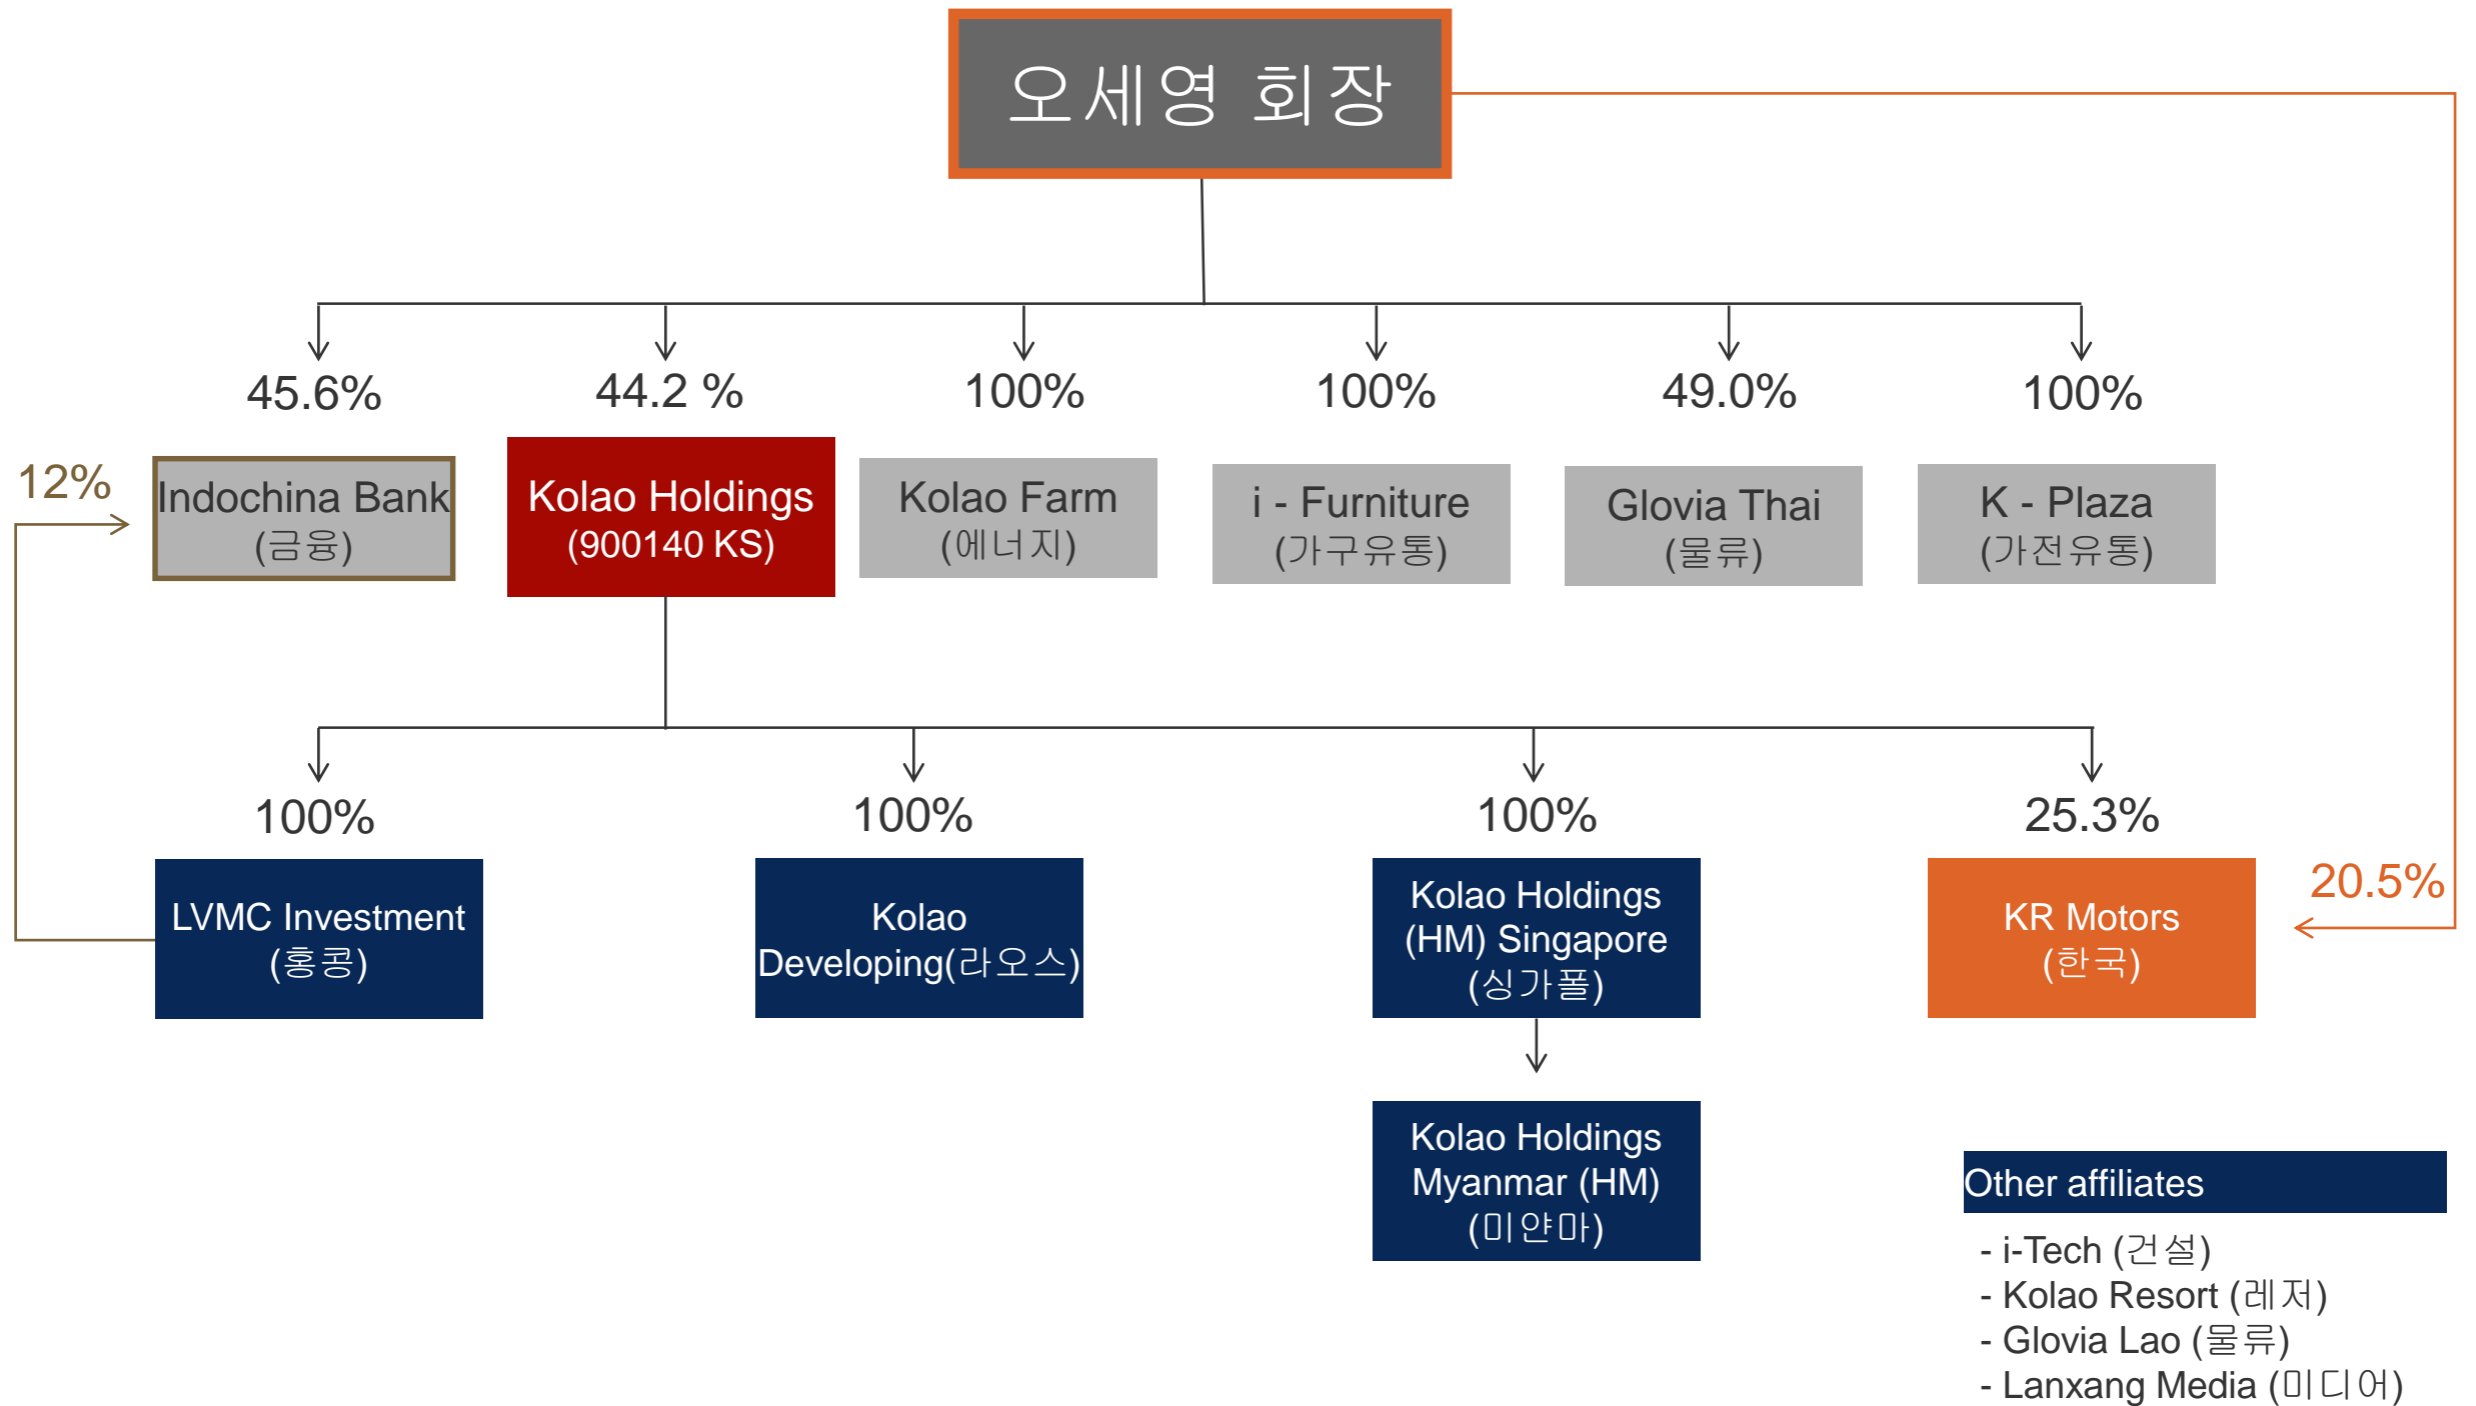 오세영 회장
45.6%
44.2 %
100%
100%
49.0%
100%
12%
Indochina Bank
(금융)
Kolao Holdings
(900140 KS)
Kolao Farm
(에너지)
i - Furniture
(가구유통)
Glovia Thai
(물류)
K - Plaza
(가전유통)
100%
100%
100%
25.3%
20.5%
LVMC Investment
(홍콩)
Kolao
Developing(라오스)
Kolao Holdings
(HM) Singapore
(싱가폴)
KR Motors
(한국)
Kolao Holdings
Myanmar (HM)
(미얀마)
Other affiliates
- i-Tech (건설)
- Kolao Resort (레저)
- Glovia Lao (물류)
- Lanxang Media (미디어)